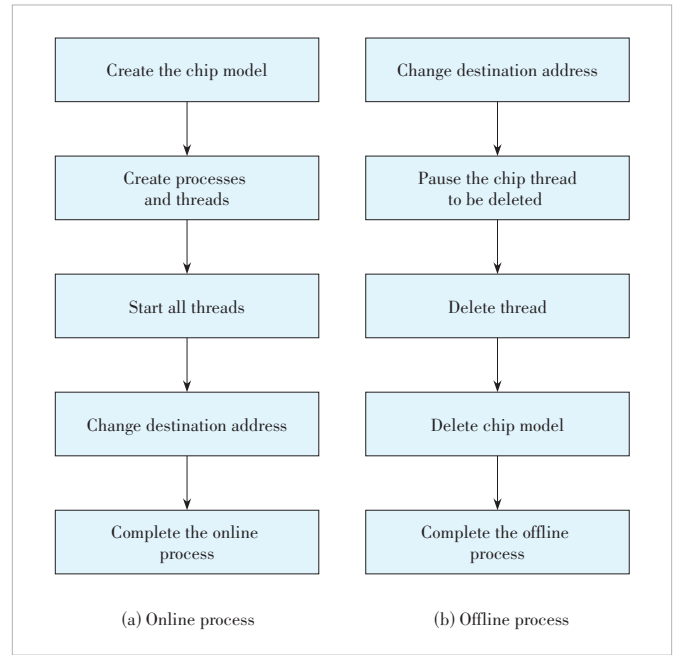 Create the chip model
Create processes
and threads
Start all threads
Change destination address
Complete the online
process
(a) Online process
Change destination address
Pause the chip thread
to be deleted
Delete thread
Delete chip model
Complete the offline
process
(b) Offline process